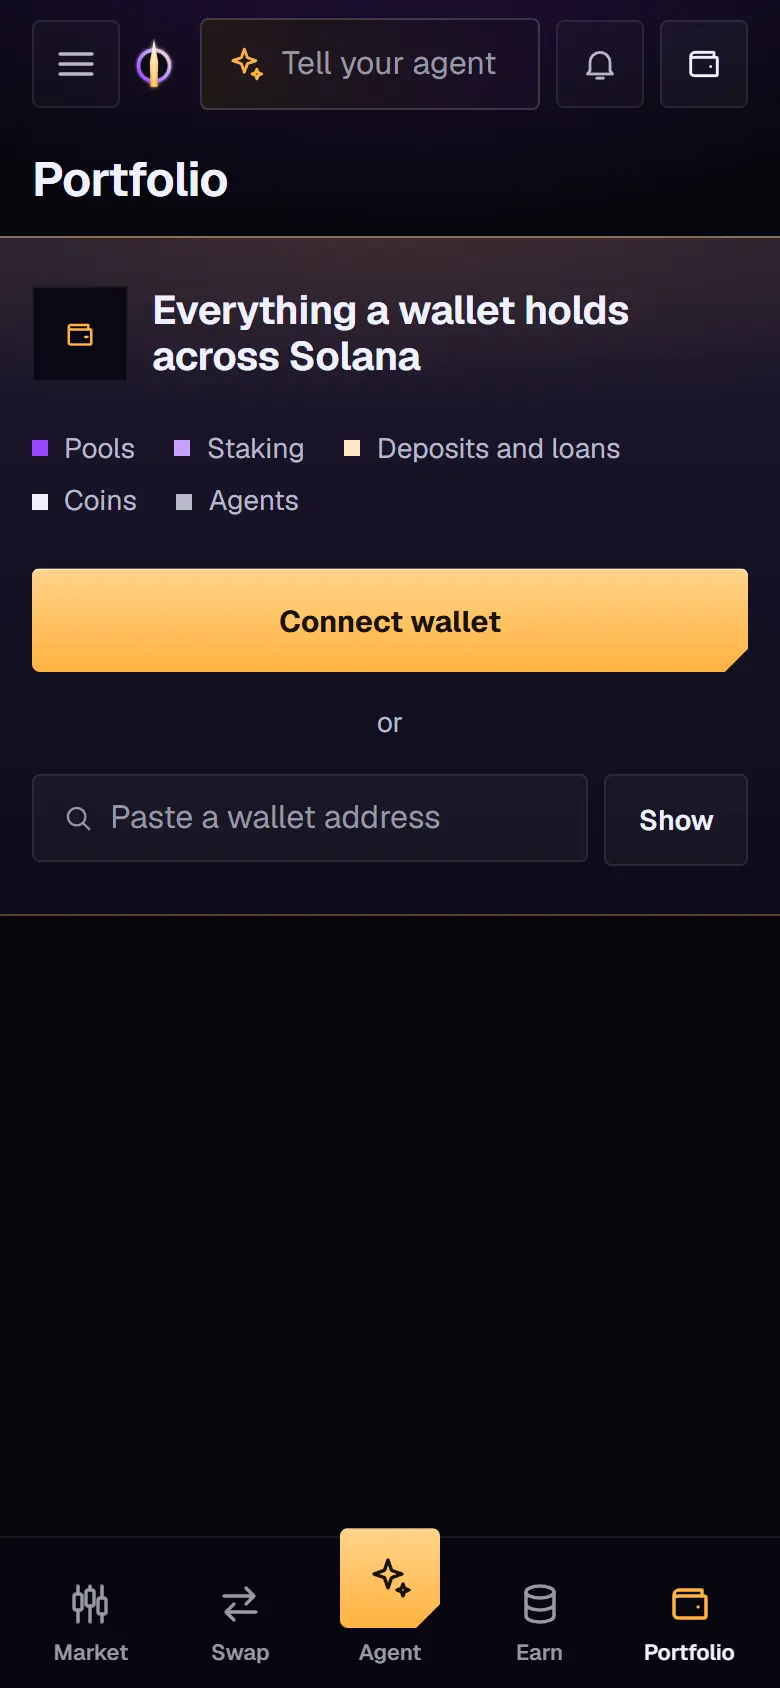 Tell your agent
Portfolio
Everything a wallet holds
across Solana
Pools Staking Deposits and loans
Coins Agents
Connect wallet
or
Paste a wallet address Show
Market Swap Agent Earn Portfolio